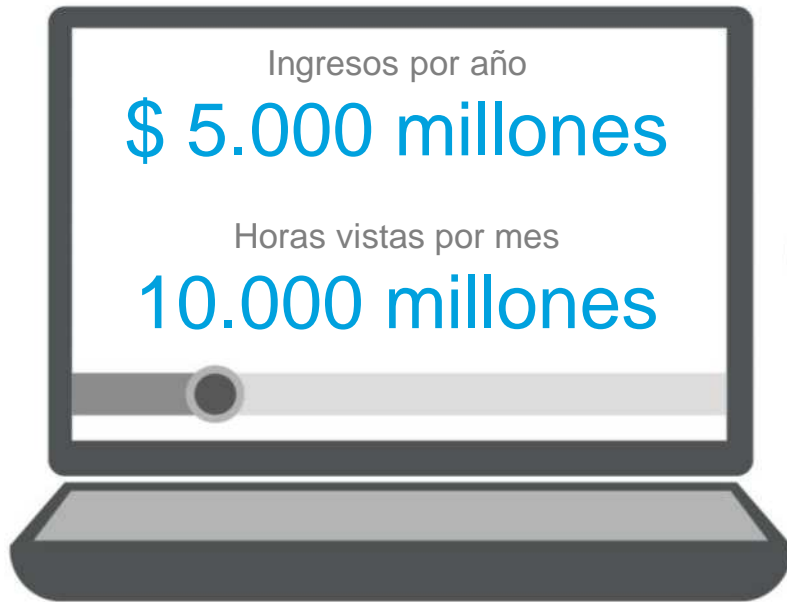 Ingresos por año
$ 5.000 millones
Horas vistas por mes
10.000 millones